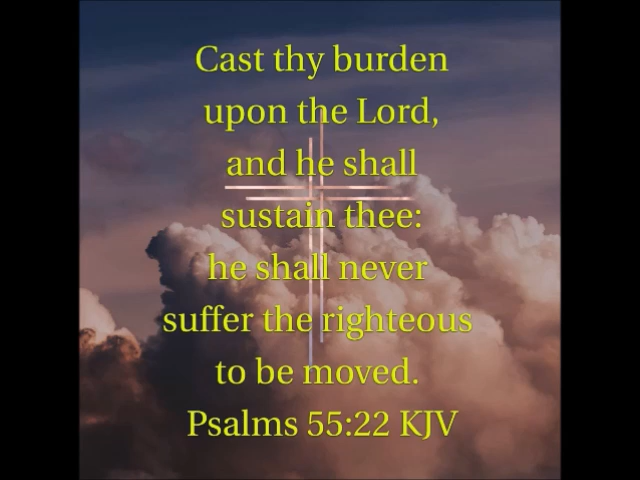 Cast thy burden
upon the Lord,
and he shall
sustain thee:
he shall never
suffer the righteous
to be moved.
Psalms 55:22 KJV